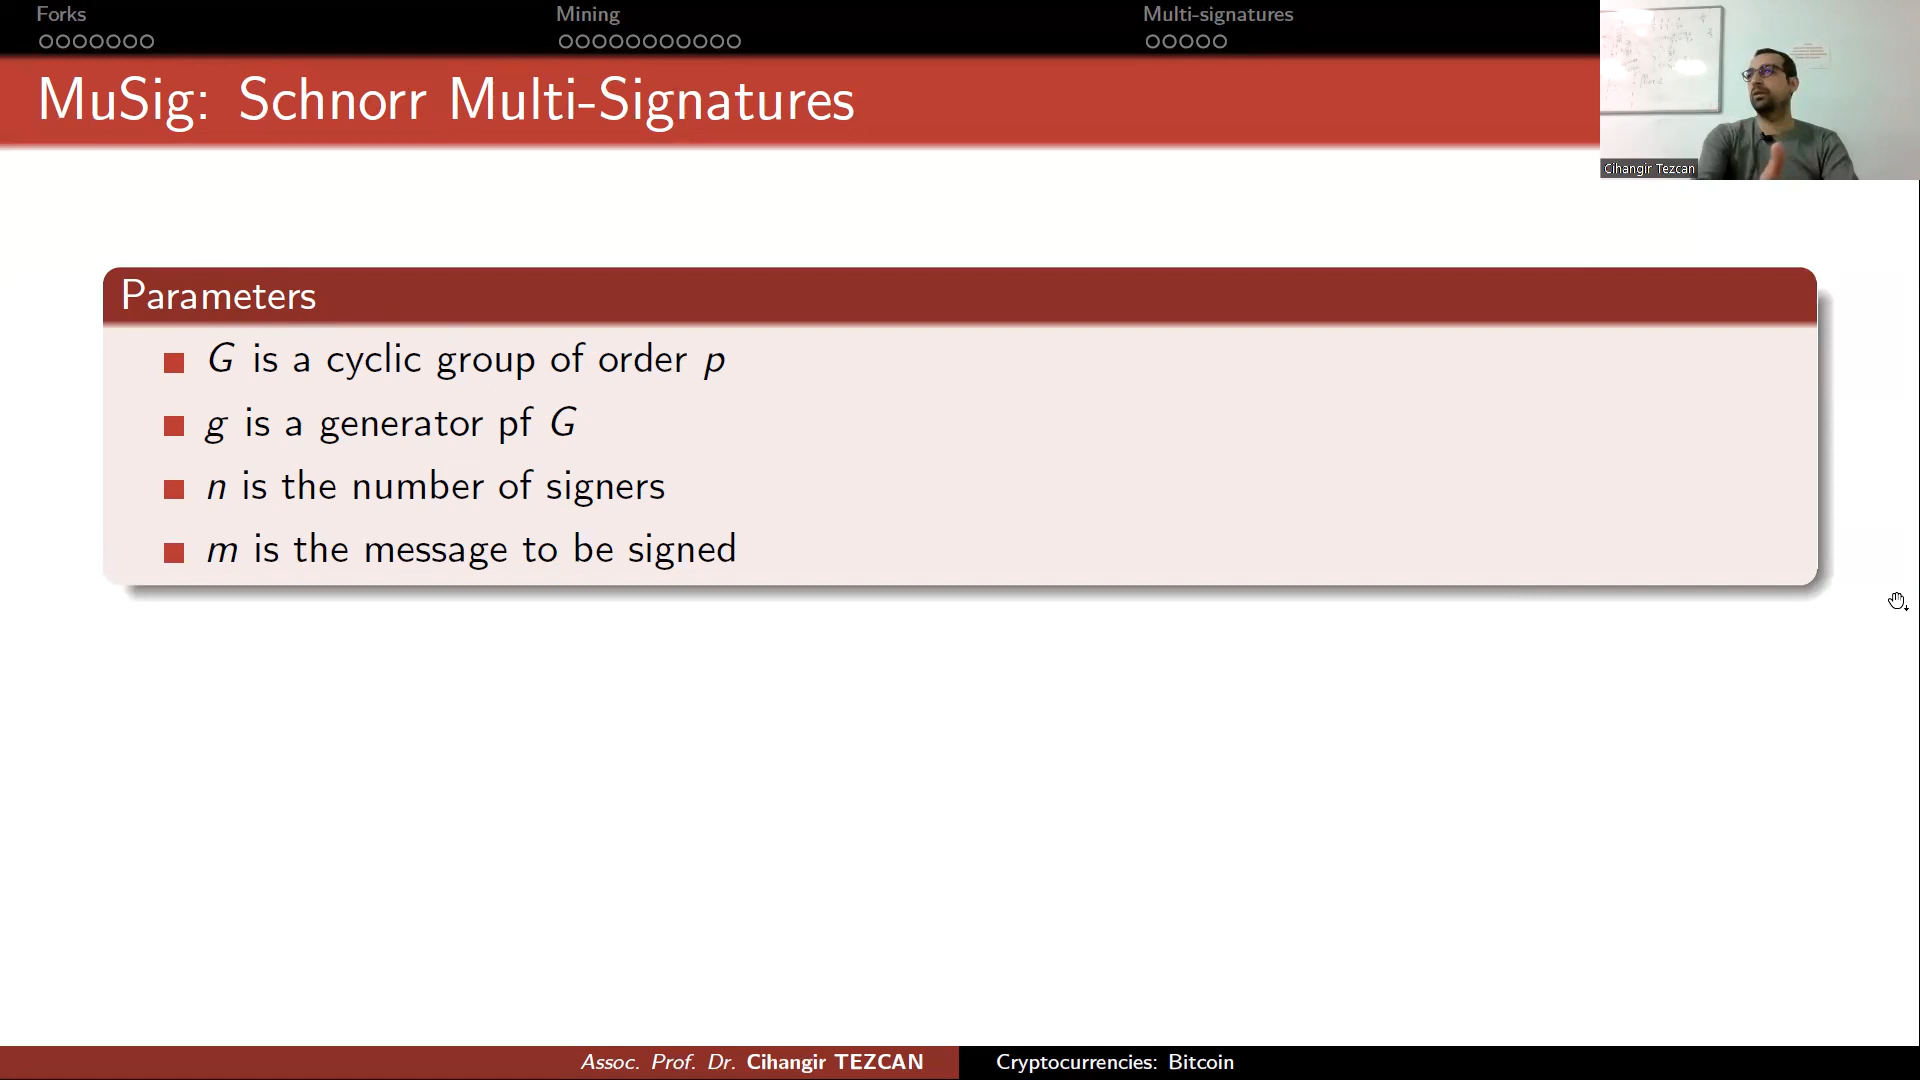 Forks
Mining
Multi-signatures
MuSig: Schnorr Multi-Signatures
Cihangir Tezcan
Parameters
G is a cyclic group of order p
g is a generator pf G
n is the number of signers
m is the message to be signed
Assoc. Prof. Dr. Cihangir TEZCAN
Cryptocurrencies: Bitcoin